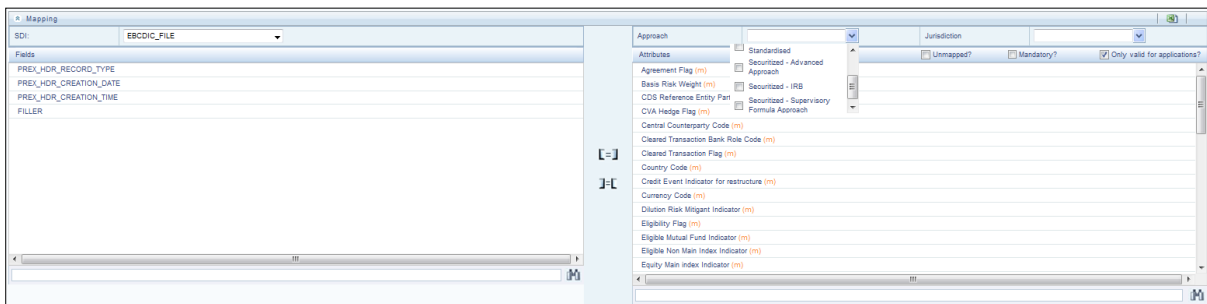 Mapping
SDI: EBCDIC_FILE
Approach Jurisdiction
Fields
Attributes Unmapped? Mandatory? Only valid for applications?
PREX_HDR_RECORD_TYPE
PREX_HDR_CREATION_DATE
PREX_HDR_CREATION_TIME
FILLER
Standardised
Securitized - Advanced
Approach
Securitized - IRB
Securitized - Supervisory
Formula Approach
Agreement Flag (m)
Basis Risk Weight (m)
CDS Reference Entity Part
CVA Hedge Flag (m)
Central Counterparty Code (m)
Cleared Transaction Bank Role Code (m)
Cleared Transaction Flag (m)
Country Code (m)
Credit Event Indicator for restructure (m)
Currency Code (m)
Dilution Risk Mitigant Indicator (m)
Eligibility Flag (m)
Eligible Mutual Fund Indicator (m)
Eligible Non Main Index Indicator (m)
Equity Main index Indicator (m)